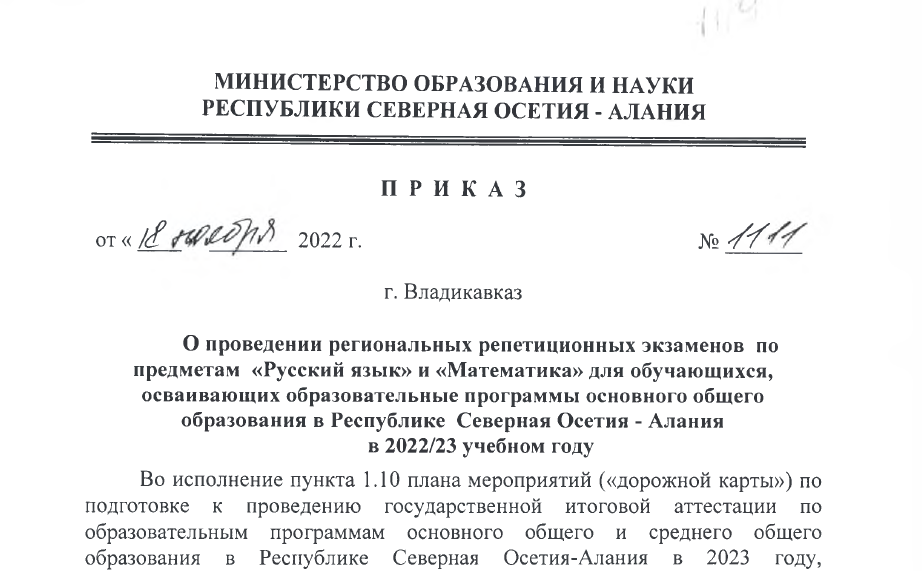 МИНИСТЕРСТВО ОБРАЗОВАНИЯ И НАУКИ
РЕСПУБЛИКИ СЕВЕРНАЯ ОСЕТИЯ - АЛАНИЯ
П Р И К А З
от « 18 ноября 2022 г.
№ 1111
г. Владикавказ
О проведении региональных репетиционных экзаменов по
предметам «Русский язык» и «Математика» для обучающихся,
осваивающих образовательные программы основного общего
образования в Республике Северная Осетия - Алания
в 2022/23 учебном году
Во исполнение пункта 1.10 плана мероприятий («дорожной карты») по
подготовке к проведению государственной итоговой аттестации по
образовательным программам основного общего и среднего общего
образования в Республике Северная Осетия-Алания в 2023 году,